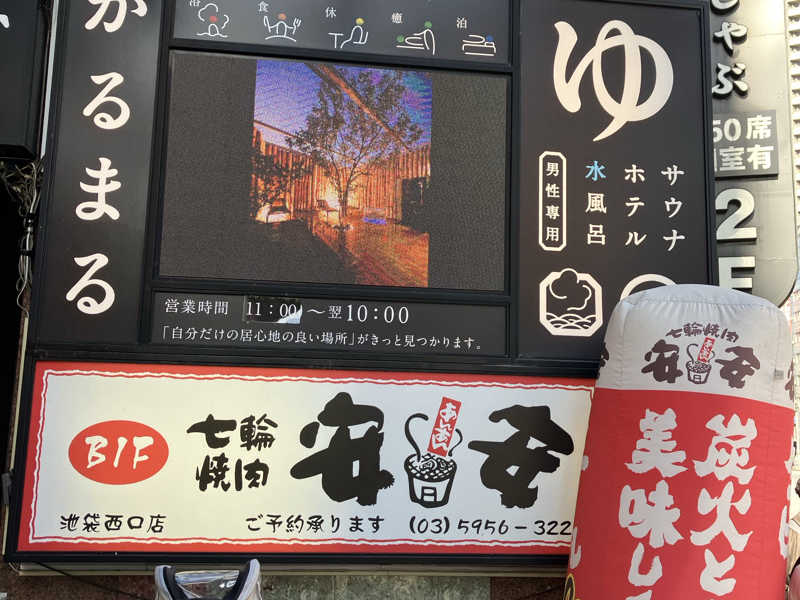 かるまる
浴 食 休 癒 泊
ゆ
男性専用
サウナ
ホテル
水風呂
営業時間 11:00～翌10:00
「自分だけの居心地の良い場所」がきっと見つかります。
しゃぶ
50席
室有
2F
B1F
七輪
焼肉
安安
あんあん
池袋西口店 ご予約承ります (03)5956-322
七輪焼肉
安安
あんあん
炭火と
美味し